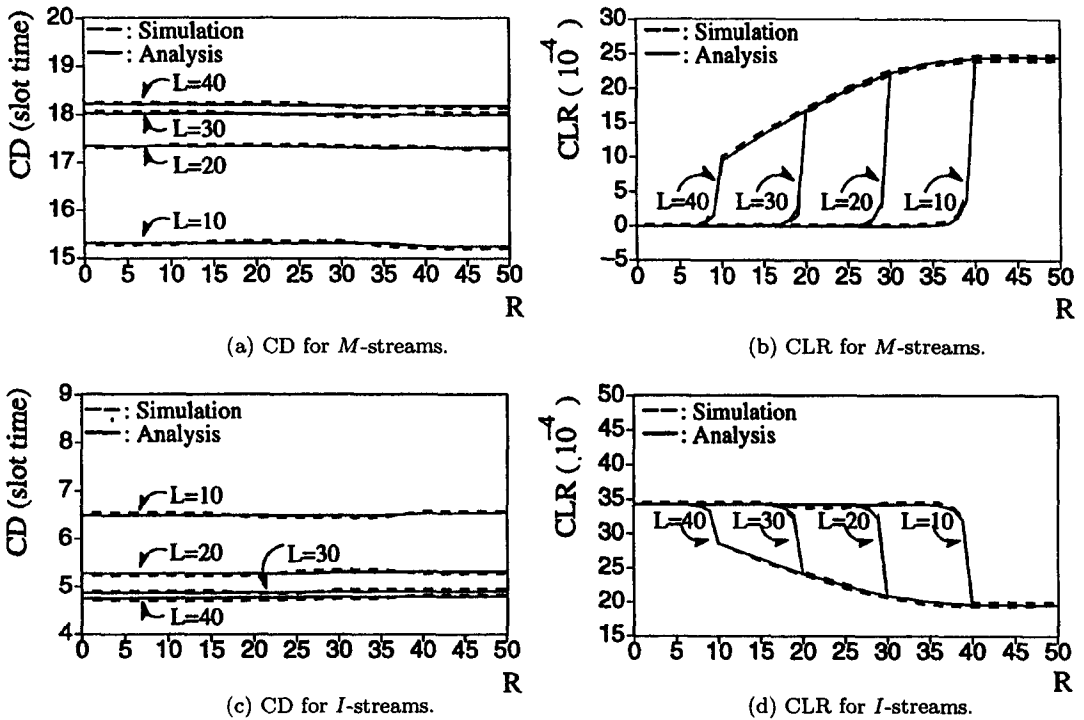 20
19
18
17
16
15
CD (slot time)
- - -: Simulation
—: Analysis
L=40
L=30
L=20
L=10
0 5 10 15 20 25 30 35 40 45 50
R
(a) CD for M-streams.
30
25
20
15
10
5
0
-5
CLR ( 10^-4 )
- - -: Simulation
—: Analysis
L=40 L=30 L=20 L=10
0 5 10 15 20 25 30 35 40 45 50
R
(b) CLR for M-streams.
9
8
7
6
5
4
CD (slot time)
- - -: Simulation
—: Analysis
L=10
L=20 L=30
L=40
0 5 10 15 20 25 30 35 40 45 50
R
(c) CD for I-streams.
50
45
40
35
30
25
20
15
CLR ( 10^-4 )
- - -: Simulation
—: Analysis
L=40 L=30 L=20 L=10
0 5 10 15 20 25 30 35 40 45 50
R
(d) CLR for I-streams.